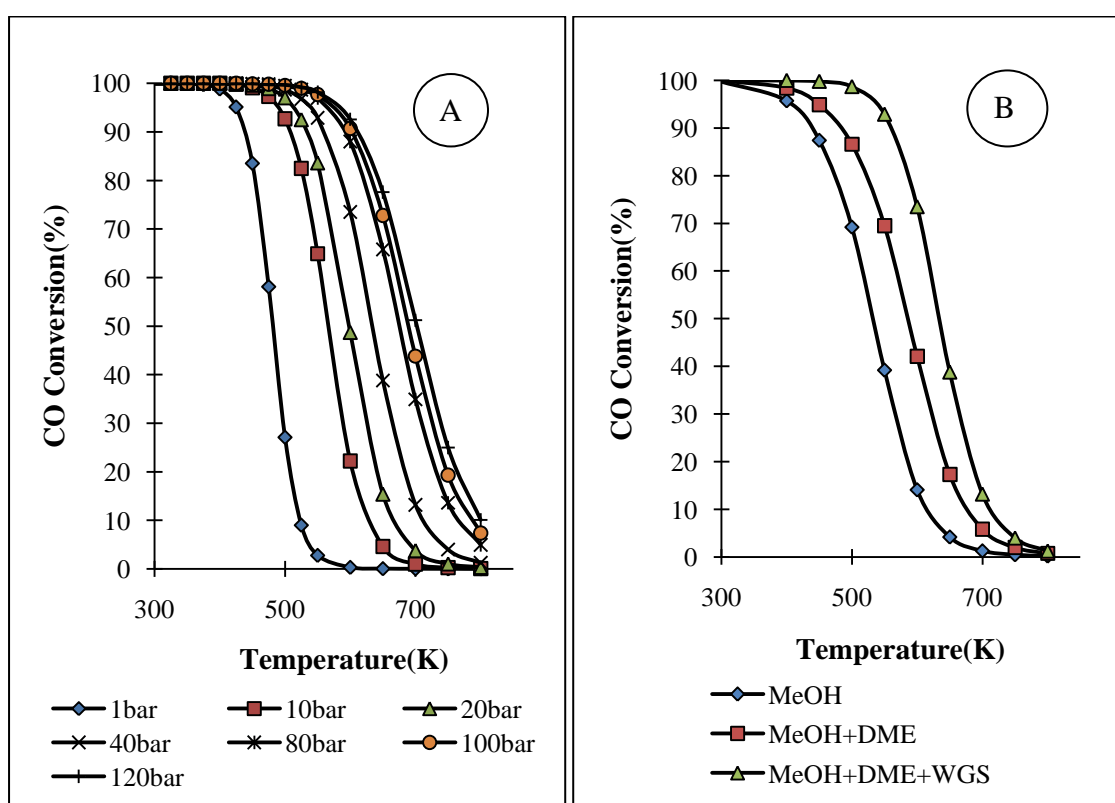 A
CO Conversion(%)
100
90
80
70
60
50
40
30
20
10
0
300 500 700
Temperature(K)
1bar 10bar 20bar
40bar 80bar 100bar
120bar
B
CO Conversion(%)
100
90
80
70
60
50
40
30
20
10
0
300 500 700
Temperature(K)
MeOH
MeOH+DME
MeOH+DME+WGS